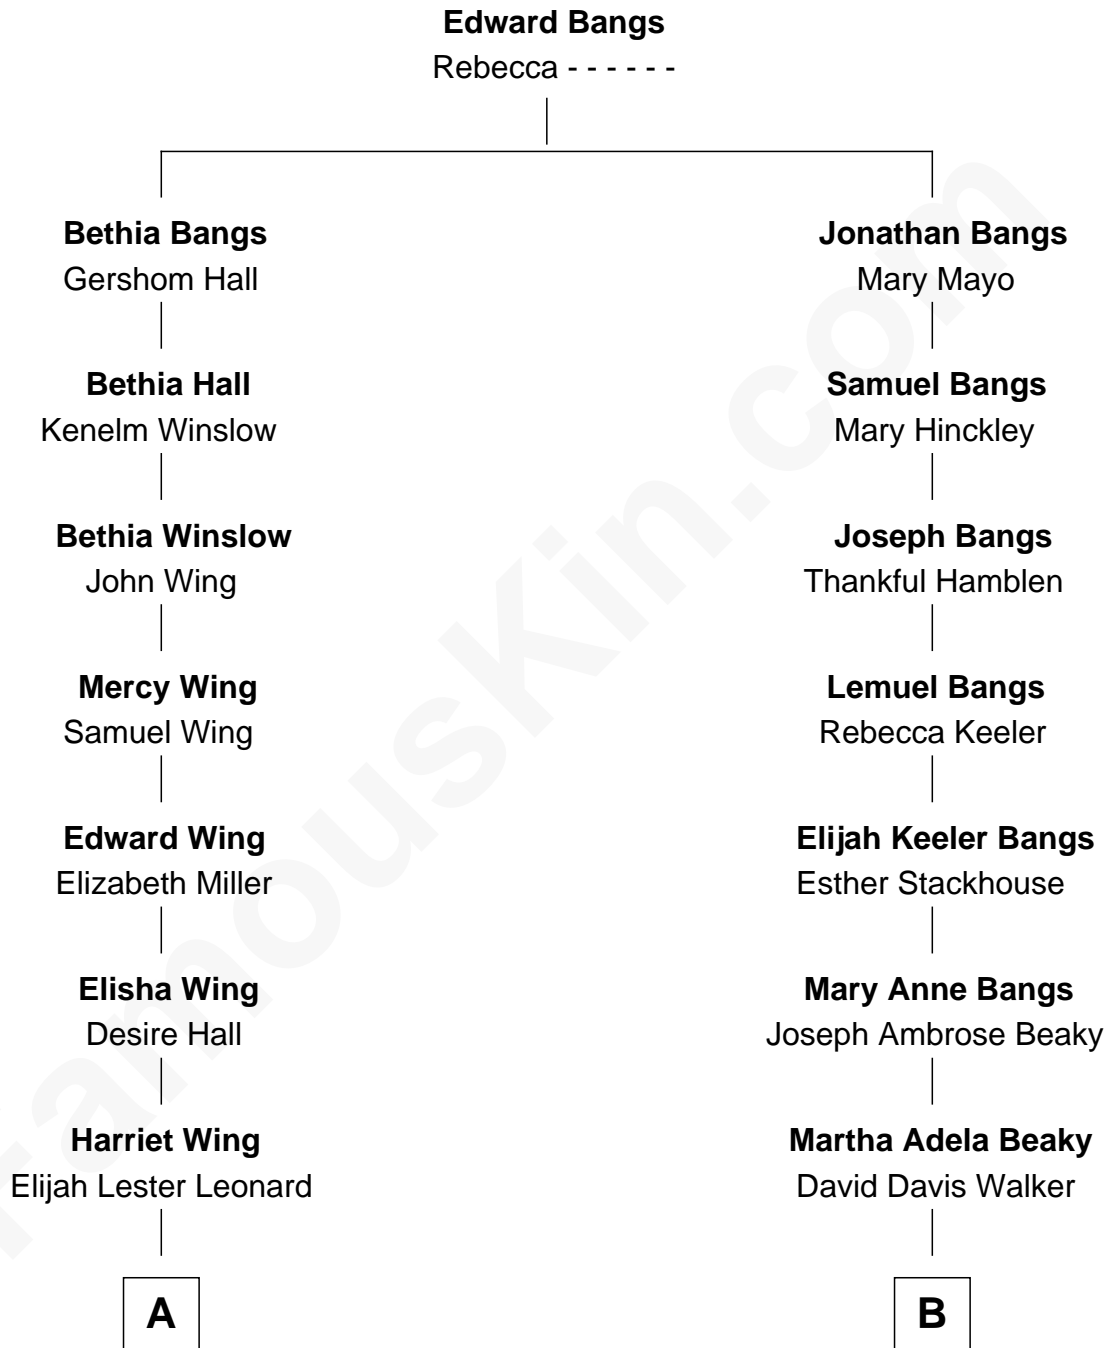 Edward Bangs
Rebecca - - - - - -
Bethia Bangs
Gershom Hall
Jonathan Bangs
Mary Mayo
Bethia Hall
Kenelm Winslow
Samuel Bangs
Mary Hinckley
Bethia Winslow
John Wing
Joseph Bangs
Thankful Hamblen
Mercy Wing
Samuel Wing
Lemuel Bangs
Rebecca Keeler
Edward Wing
Elizabeth Miller
Elijah Keeler Bangs
Esther Stackhouse
Elisha Wing
Desire Hall
Mary Anne Bangs
Joseph Ambrose Beaky
Harriet Wing
Elijah Lester Leonard
Martha Adela Beaky
David Davis Walker
A
B
FamousKin.com